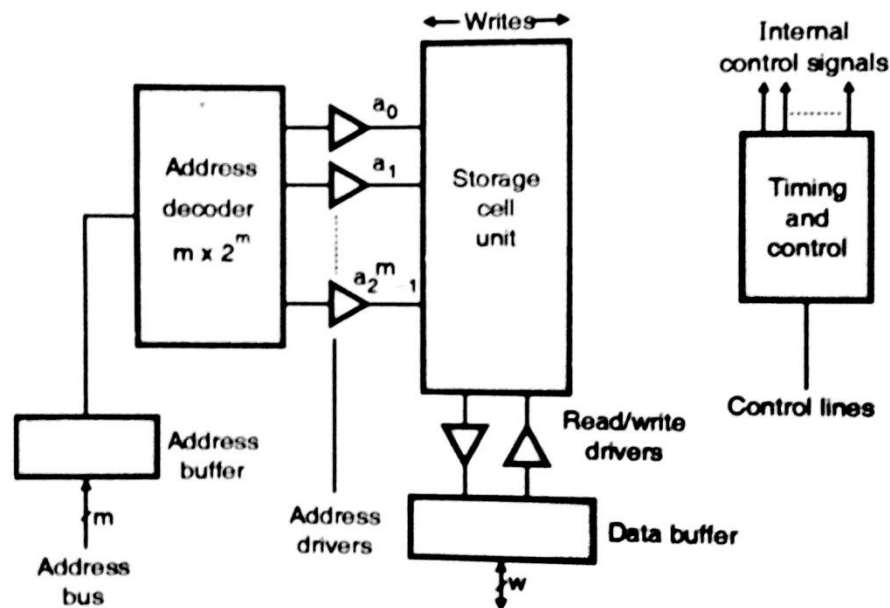 Writes
Internal
control signals
Address
decoder
m x 2^m
a0
a1
a2^m-1
Storage
cell
unit
Timing
and
control
Control lines
Read/write
drivers
Address
buffer
m
Address
bus
Address
drivers
Data buffer
w